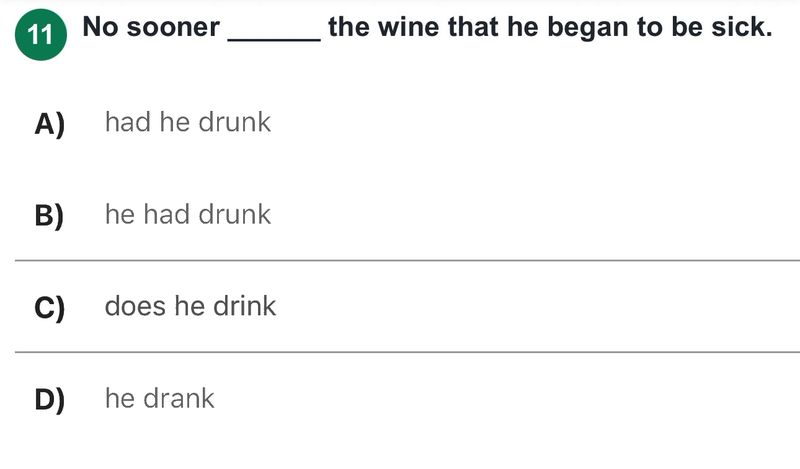 11 No sooner ______ the wine that he began to be sick.
A) had he drunk
B) he had drunk
C) does he drink
D) he drank